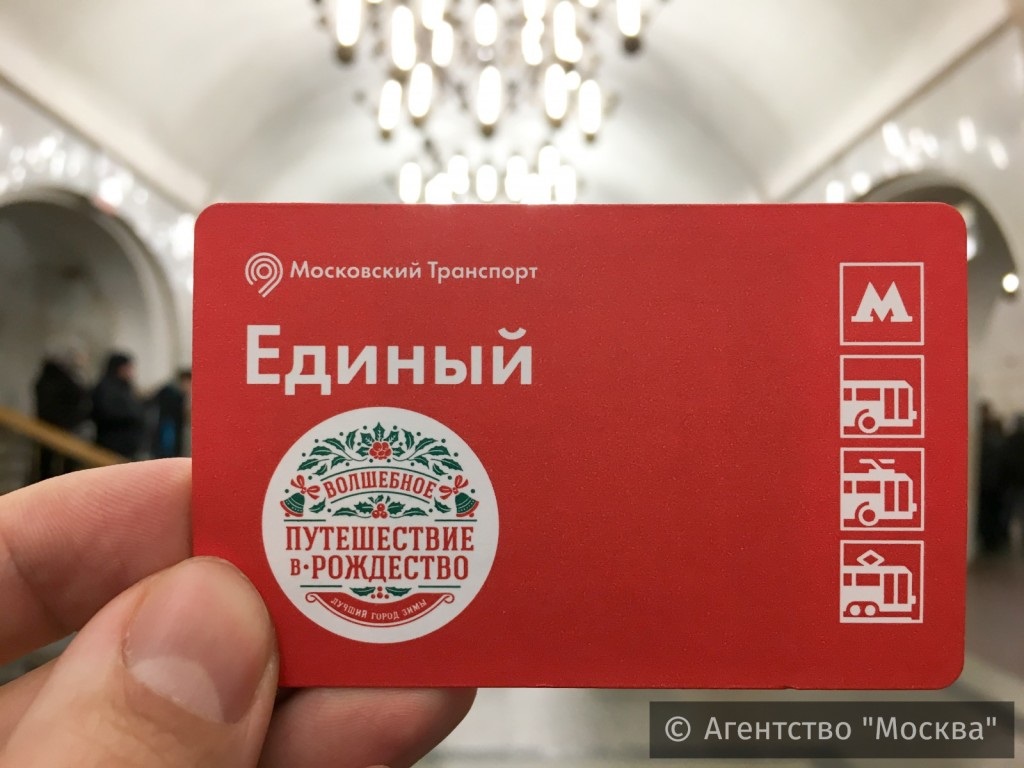 Московский Транспорт
М
Единый
ВОЛШЕБНОЕ
ПУТЕШЕСТВИЕ
В•РОЖДЕСТВО
ЛУЧШИЙ ГОРОД ЗИМЫ
© Агентство "Москва"